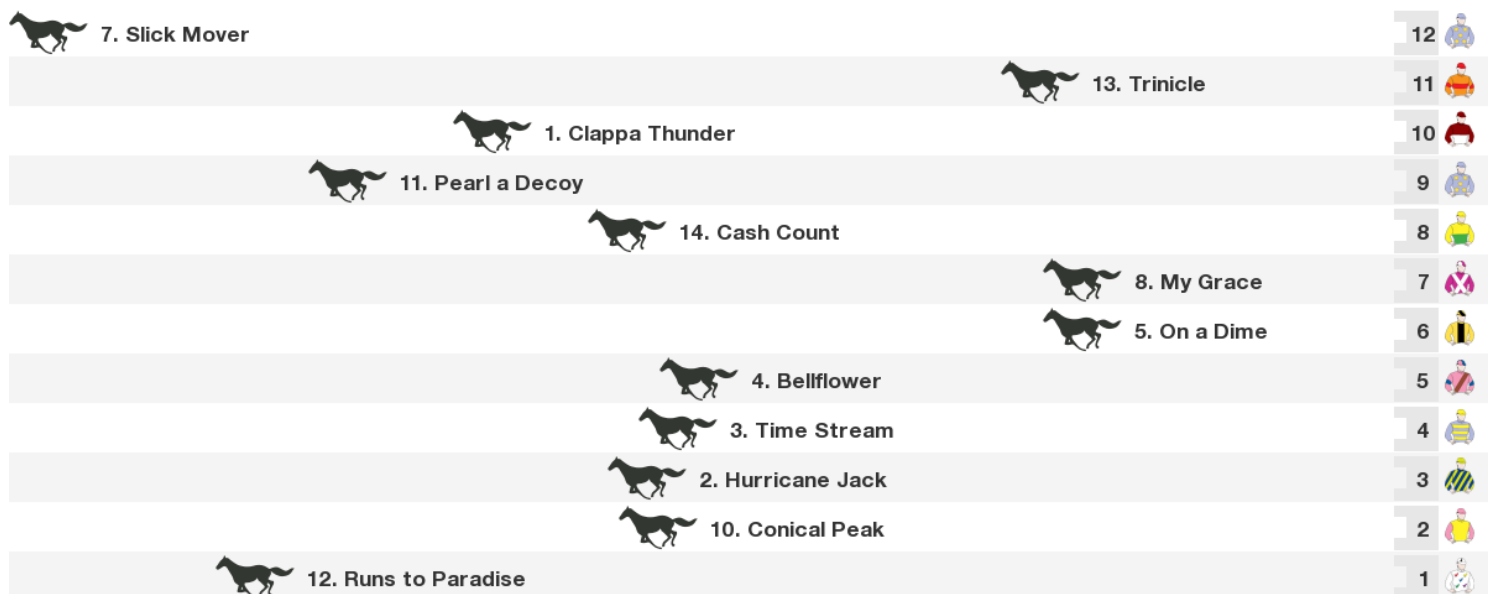 7. Slick Mover 12
13. Trinicle 11
1. Clappa Thunder 10
11. Pearl a Decoy 9
14. Cash Count 8
8. My Grace 7
5. On a Dime 6
4. Bellflower 5
3. Time Stream 4
2. Hurricane Jack 3
10. Conical Peak 2
12. Runs to Paradise 1